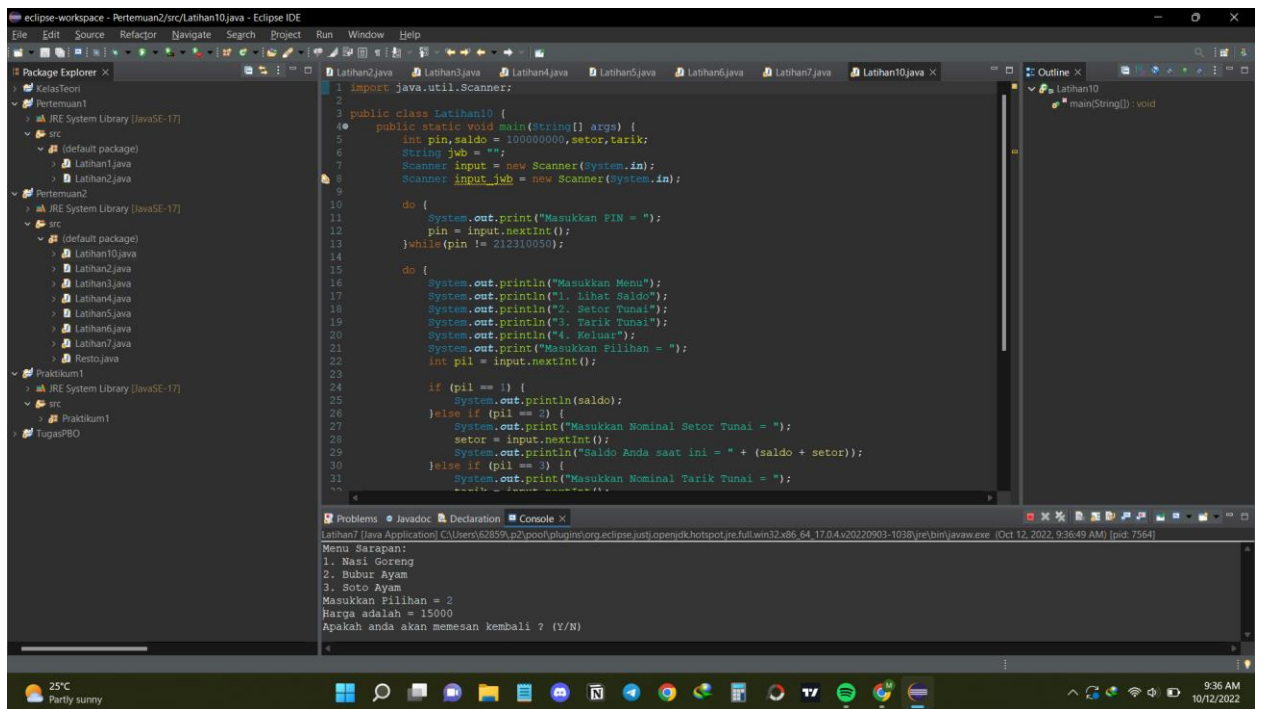 eclipse-workspace - Pertemuan2/src/Latihan10.java - Eclipse IDE
File Edit Source Refactor Navigate Search Project Run Window Help
Package Explorer
KelasTeori
Pertemuan1
JRE System Library [JavaSE-17]
src
(default package)
Latihan1.java
Latihan2.java
Pertemuan2
JRE System Library [JavaSE-17]
src
(default package)
Latihan10.java
Latihan2.java
Latihan3.java
Latihan4.java
Latihan5.java
Latihan6.java
Latihan7.java
Resto.java
Praktikum1
JRE System Library [JavaSE-17]
src
Praktikum1
TugasPBO
Latihan2.java Latihan3.java Latihan4.java Latihan5.java Latihan6.java Latihan7.java Latihan10.java
1 import java.util.Scanner;
2
3 public class Latihan10 {
4 public static void main(String[] args) {
5 int pin,saldo = 100000000,setor,tarik;
6 String jwb = "";
7 Scanner input = new Scanner(System.in);
8 Scanner input_jwb = new Scanner(System.in);
9
10 do {
11 System.out.print("Masukkan PIN = ");
12 pin = input.nextInt();
13 }while(pin != 212310050);
14
15 do {
16 System.out.println("Masukkan Menu");
17 System.out.println("1. Lihat Saldo");
18 System.out.println("2. Setor Tunai");
19 System.out.println("3. Tarik Tunai");
20 System.out.println("4. Keluar");
21 System.out.print("Masukkan Pilihan = ");
22 int pil = input.nextInt();
23
24 if (pil == 1) {
25 System.out.println(saldo);
26 }else if (pil == 2) {
27 System.out.print("Masukkan Nominal Setor Tunai = ");
28 setor = input.nextInt();
29 System.out.println("Saldo Anda saat ini = " + (saldo + setor));
30 }else if (pil == 3) {
31 System.out.print("Masukkan Nominal Tarik Tunai = ");
Outline
Latihan10
main(String[]) : void
Problems Javadoc Declaration Console
Latihan7 [Java Application] C:\Users\62859\.p2\pool\plugins\org.eclipse.justj.openjdk.hotspot.jre.full.win32.x86_64_17.0.4.v20220903-1038\jre\bin\javaw.exe (Oct 12, 2022, 9:36:49 AM) [pid: 7564]
Menu Sarapan:
1. Nasi Goreng
2. Bubur Ayam
3. Soto Ayam
Masukkan Pilihan = 2
Harga adalah = 15000
Apakah anda akan memesan kembali ? (Y/N)
25°C
Partly sunny
9:36 AM
10/12/2022